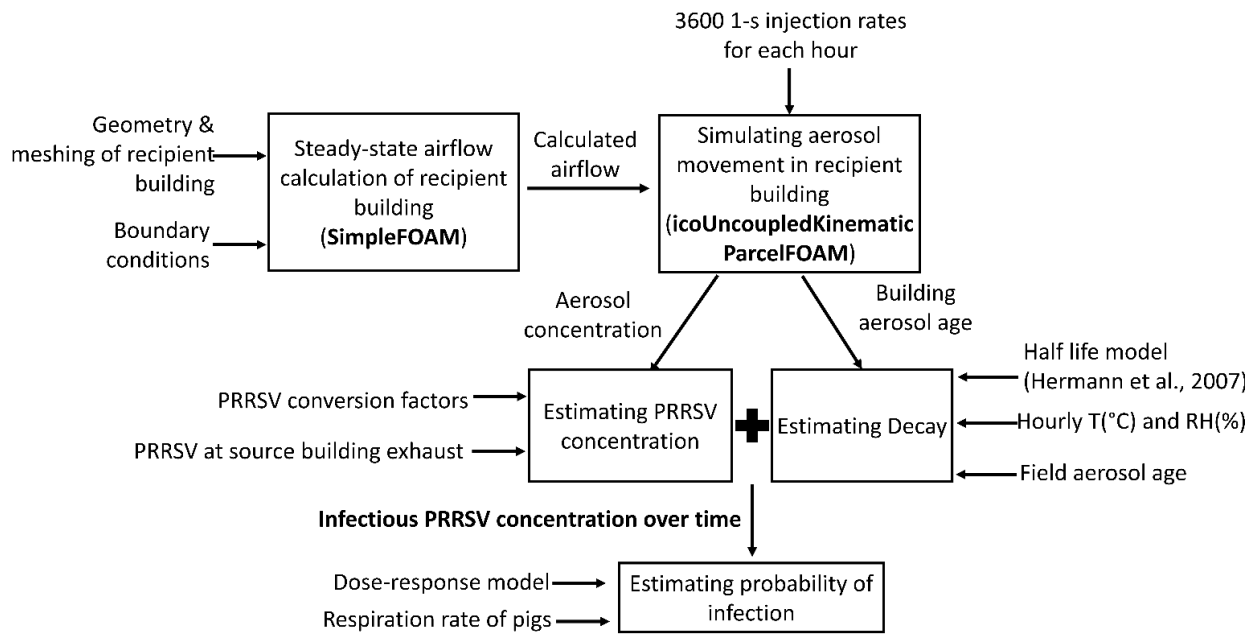 3600 1-s injection rates
for each hour
Geometry &
meshing of recipient
building
Boundary
conditions
Steady-state airflow
calculation of recipient
building
(SimpleFOAM)
Calculated
airflow
Simulating aerosol
movement in recipient
building
(icoUncoupledKinematic
ParcelFOAM)
Aerosol
concentration
Building
aerosol age
PRRSV conversion factors
PRRSV at source building exhaust
Estimating PRRSV
concentration
Estimating Decay
Half life model
(Hermann et al., 2007)
Hourly T(°C) and RH(%)
Field aerosol age
Infectious PRRSV concentration over time
Dose-response model
Respiration rate of pigs
Estimating probability of
infection